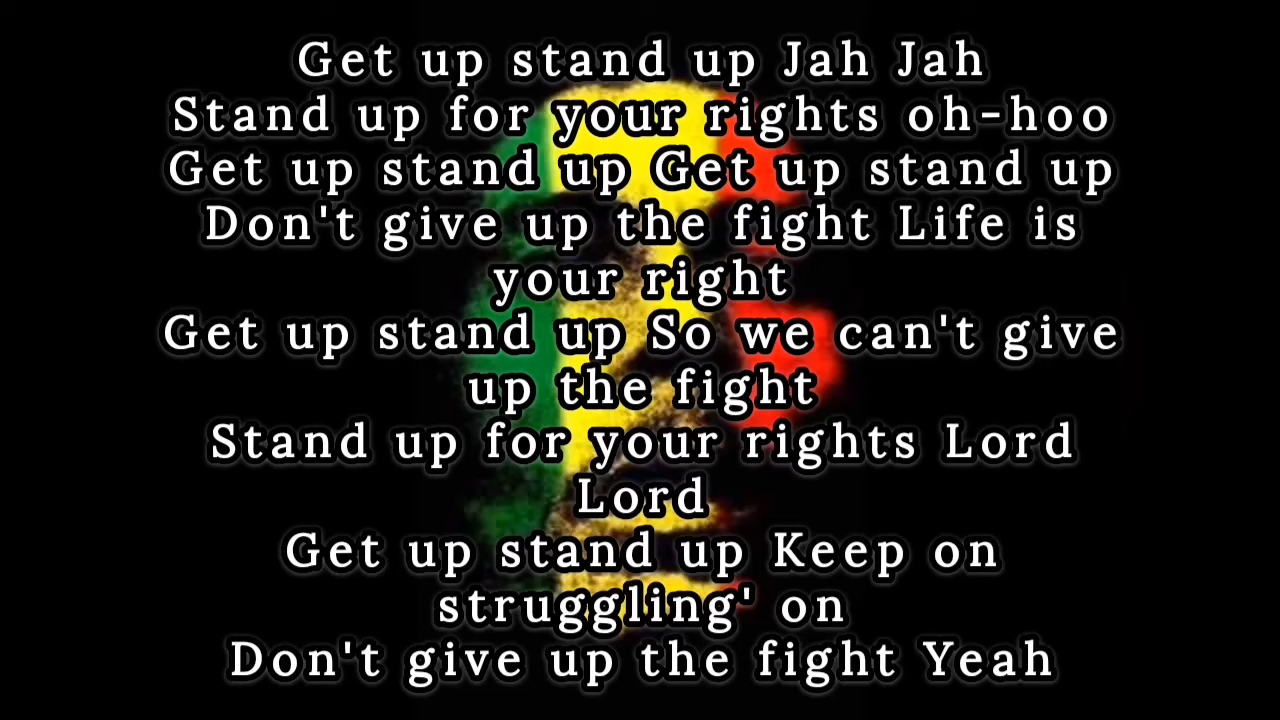 Get up stand up Jah Jah
Stand up for your rights oh-hoo
Get up stand up Get up stand up
Don't give up the fight Life is
your right
Get up stand up So we can't give
up the fight
Stand up for your rights Lord
Lord
Get up stand up Keep on
struggling' on
Don't give up the fight Yeah